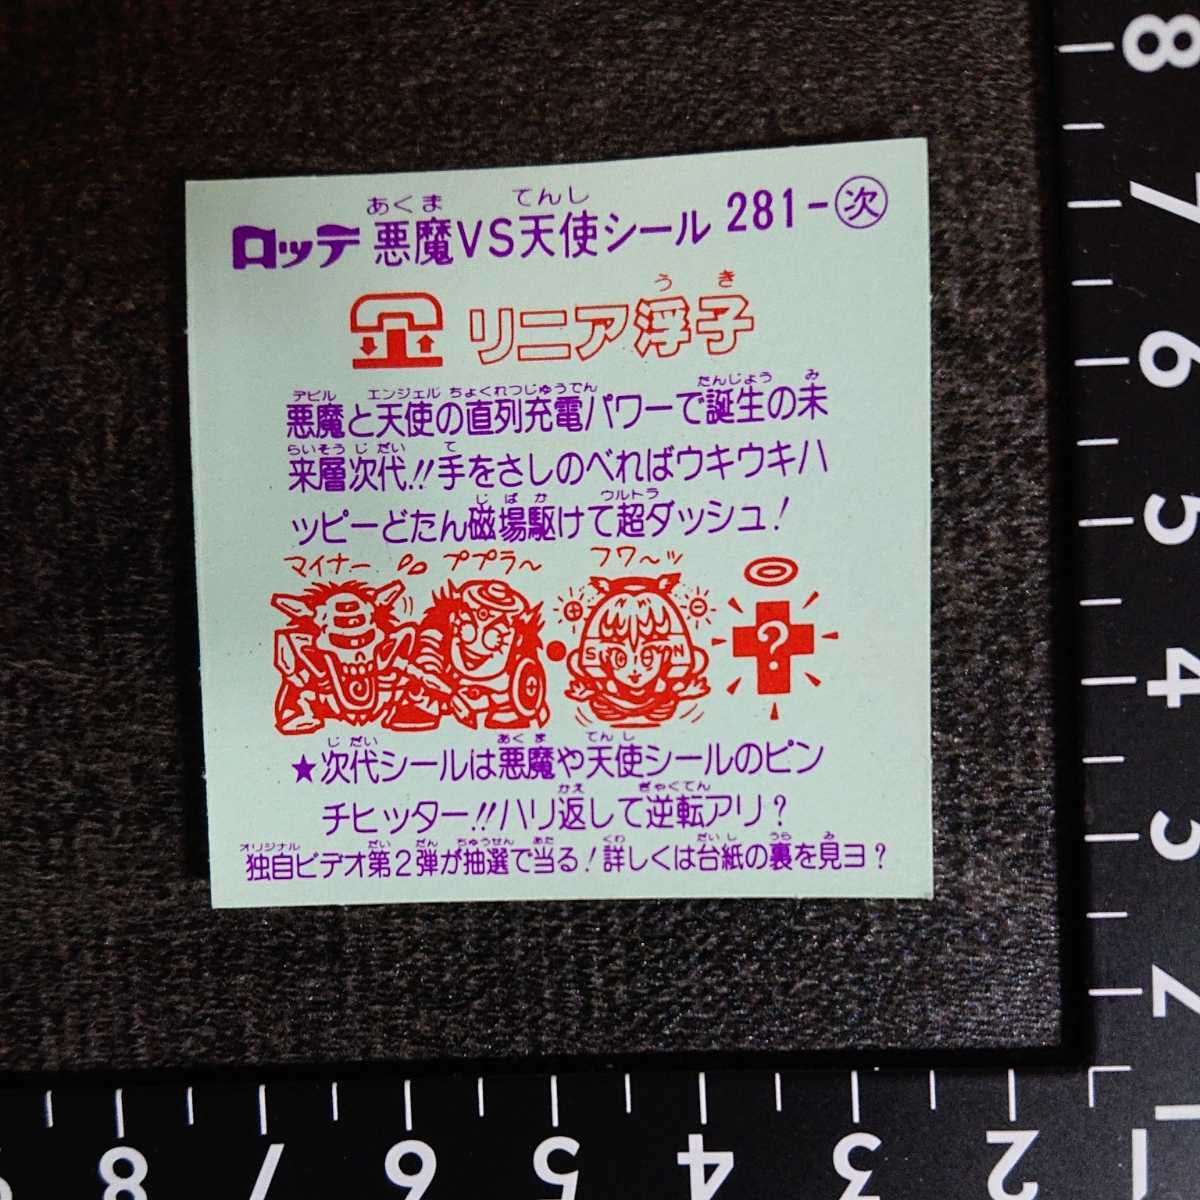 あくま てんし
ロッテ 悪魔VS天使シール 281-次
うき
リニア浮子
デビル エンジェル ちょくれつじゅうでん たんじょう み
悪魔と天使の直列充電パワーで誕生の未
らいそうじだい て
来層次代!!手をさしのべればウキウキハ
じばか ウルトラ
ッピーどたん磁場駆けて超ダッシュ!
マイナー ププラ〜 フワ〜ッ
S N
?
じだい あくま てんし
★次代シールは悪魔や天使シールのピン
かえ ぎゃくてん
チヒッター!!ハリ返して逆転アリ?
オリジナル だい だん ちゅうせん あた くわ だいし うら み
独自ビデオ第2弾が抽選で当る!詳しくは台紙の裏を見ヨ?
8
7
6
5
4
3
2
1
8 7 6 5 4 3 2 1